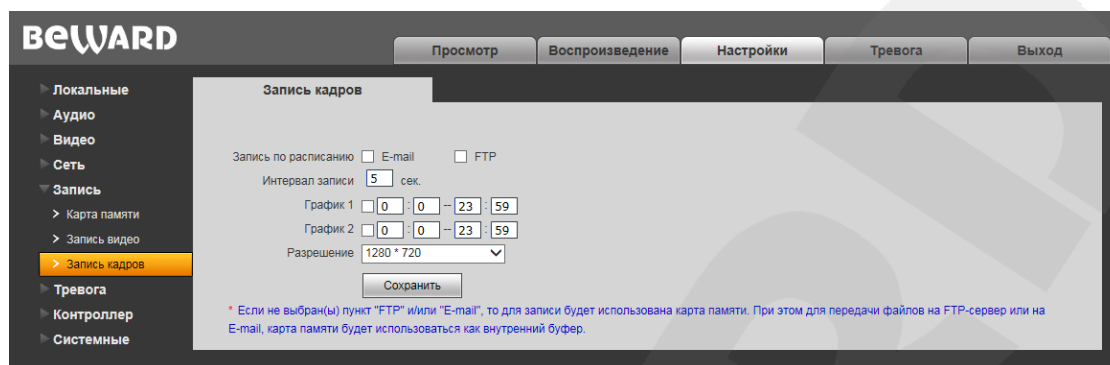 BEWARD
Просмотр Воспроизведение Настройки Тревога Выход
Локальные
Аудио
Видео
Сеть
Запись
> Карта памяти
> Запись видео
> Запись кадров
Тревога
Контроллер
Системные
Запись кадров
Запись по расписанию E-mail FTP
Интервал записи 5 сек.
График 1 0 : 0 -- 23 : 59
График 2 0 : 0 -- 23 : 59
Разрешение 1280 * 720
Сохранить
* Если не выбран(ы) пункт "FTP" и/или "E-mail", то для записи будет использована карта памяти. При этом для передачи файлов на FTP-сервер или на
E-mail, карта памяти будет использоваться как внутренний буфер.